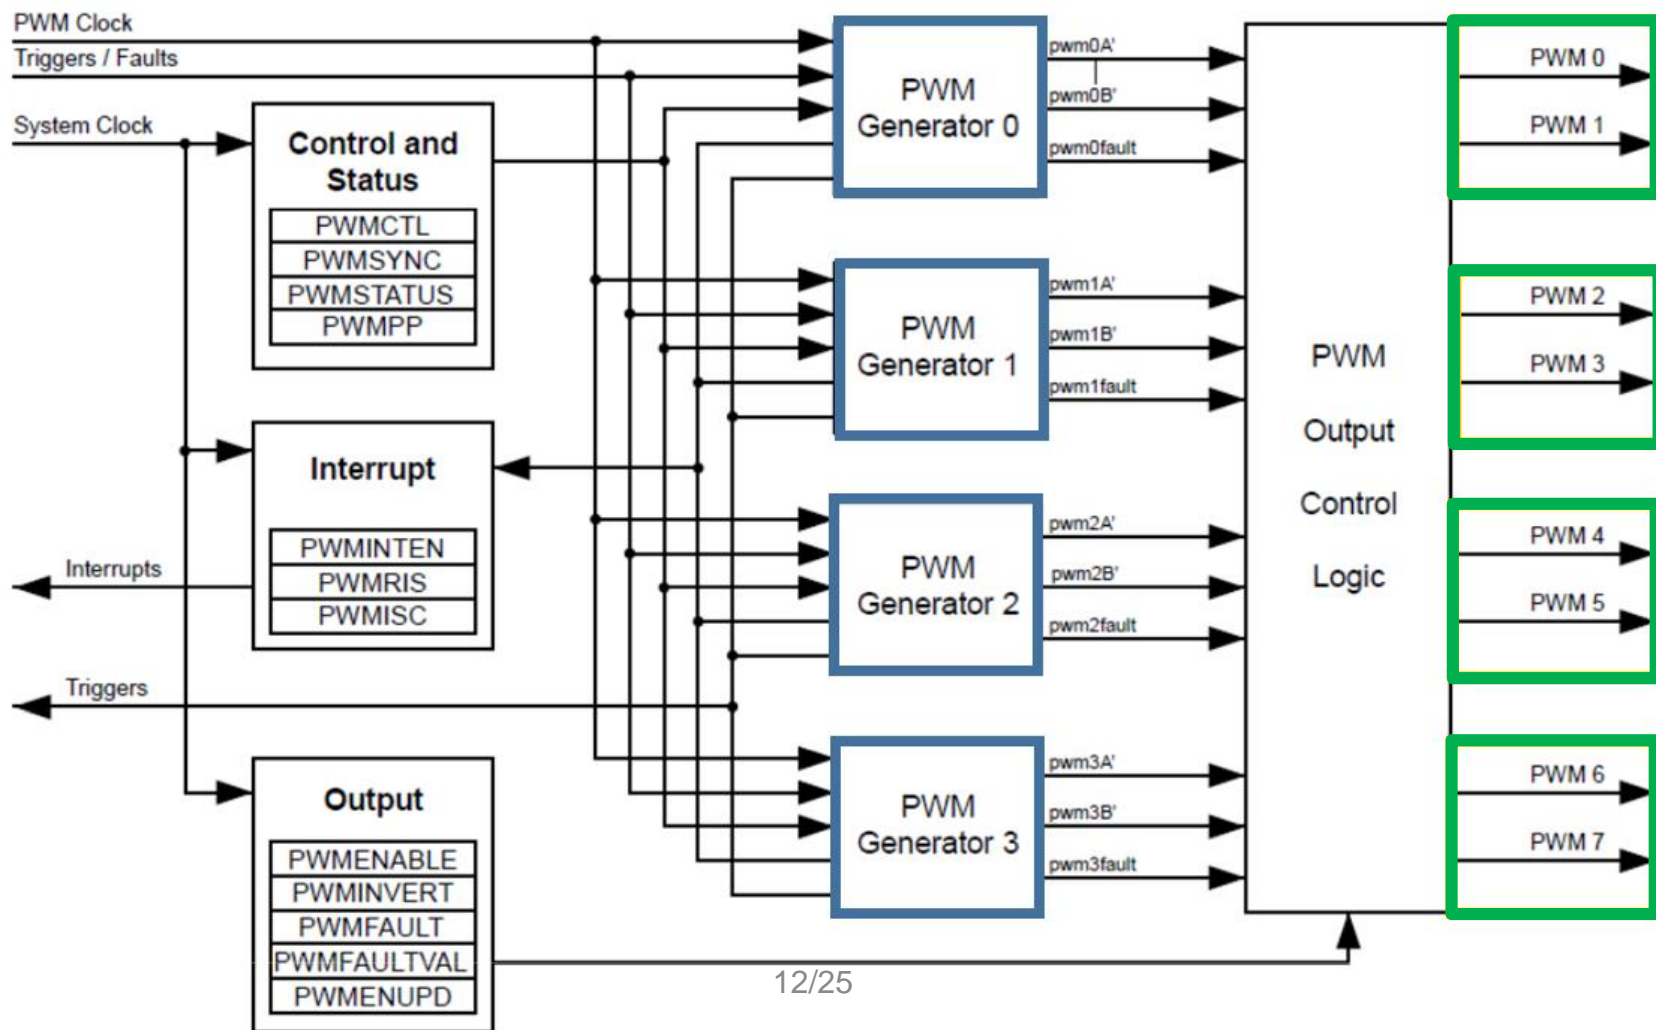 PWM Clock
Triggers / Faults
System Clock
Control and
Status
PWMCTL
PWMSYNC
PWMSTATUS
PWMPP
Interrupt
PWMINTEN
PWMRIS
PWMISC
Interrupts
Triggers
Output
PWMENABLE
PWMINVERT
PWMFAULT
PWMFAULTVAL
PWMENUPD
PWM
Generator 0
pwm0A'
pwm0B'
pwm0fault
PWM
Generator 1
pwm1A'
pwm1B'
pwm1fault
PWM
Generator 2
pwm2A'
pwm2B'
pwm2fault
PWM
Generator 3
pwm3A'
pwm3B'
pwm3fault
PWM
Output
Control
Logic
PWM 0
PWM 1
PWM 2
PWM 3
PWM 4
PWM 5
PWM 6
PWM 7
12/25